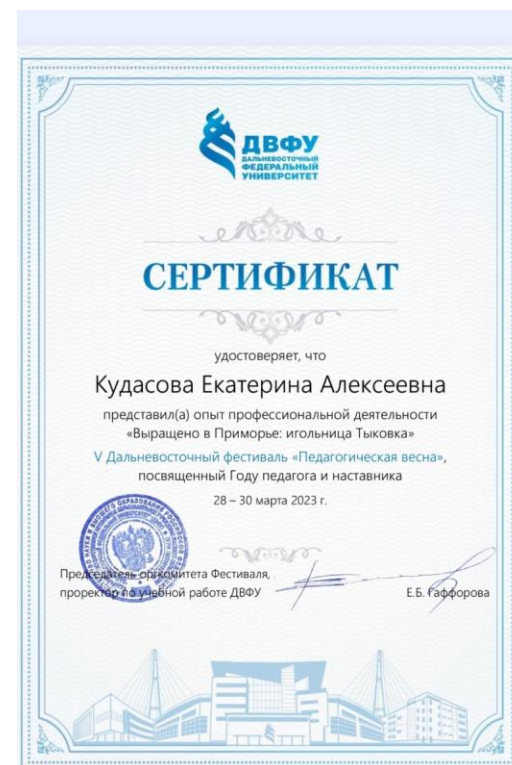 ДВФУ
ДАЛЬНЕВОСТОЧНЫЙ
ФЕДЕРАЛЬНЫЙ
УНИВЕРСИТЕТ
СЕРТИФИКАТ
удостоверяет, что
Кудасова Екатерина Алексеевна
представил(а) опыт профессиональной деятельности
«Выращено в Приморье: игольница Тыковка»
V Дальневосточный фестиваль «Педагогическая весна»,
посвященный Году педагога и наставника
28 – 30 марта 2023 г.
Председатель оргкомитета Фестиваля,
проректор по учебной работе ДВФУ
Е.Б. Гаффорова